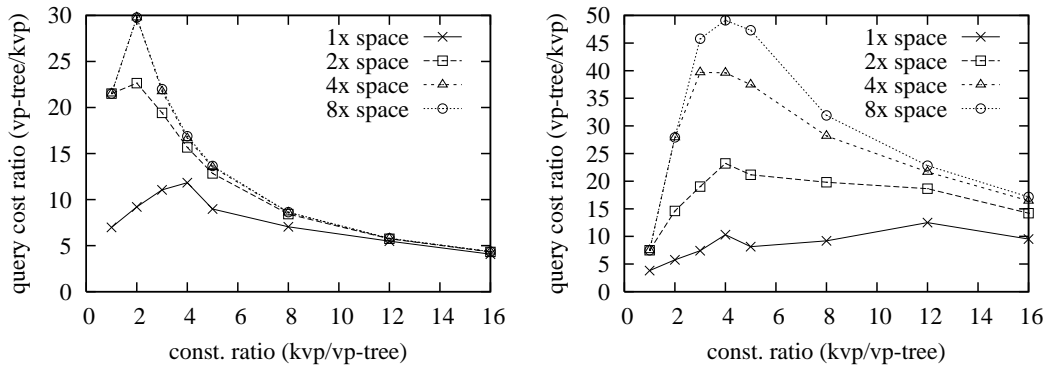 query cost ratio (vp-tree/kvp)
30
25
20
15
10
5
0
0 2 4 6 8 10 12 14 16
const. ratio (kvp/vp-tree)
1x space
2x space
4x space
8x space
query cost ratio (vp-tree/kvp)
50
45
40
35
30
25
20
15
10
5
0
0 2 4 6 8 10 12 14 16
const. ratio (kvp/vp-tree)
1x space
2x space
4x space
8x space